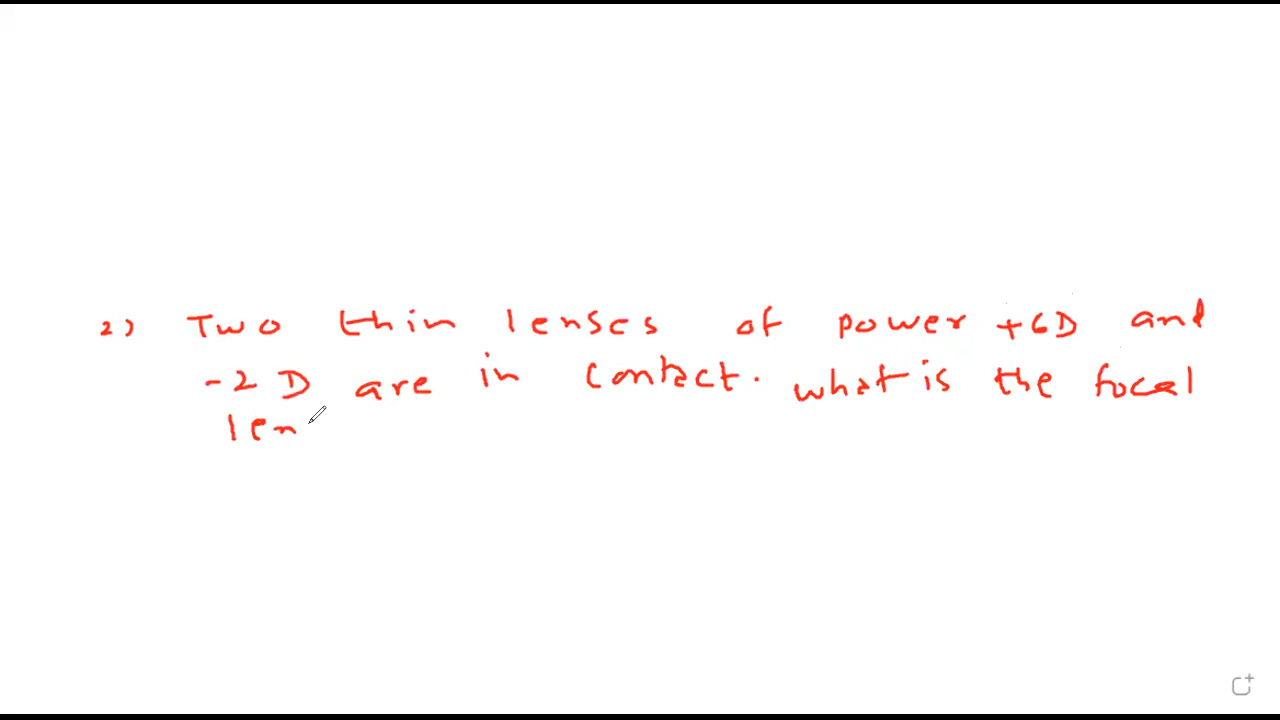 2) Two thin lenses of power +6D and
-2 D are in contact. what is the focal
len